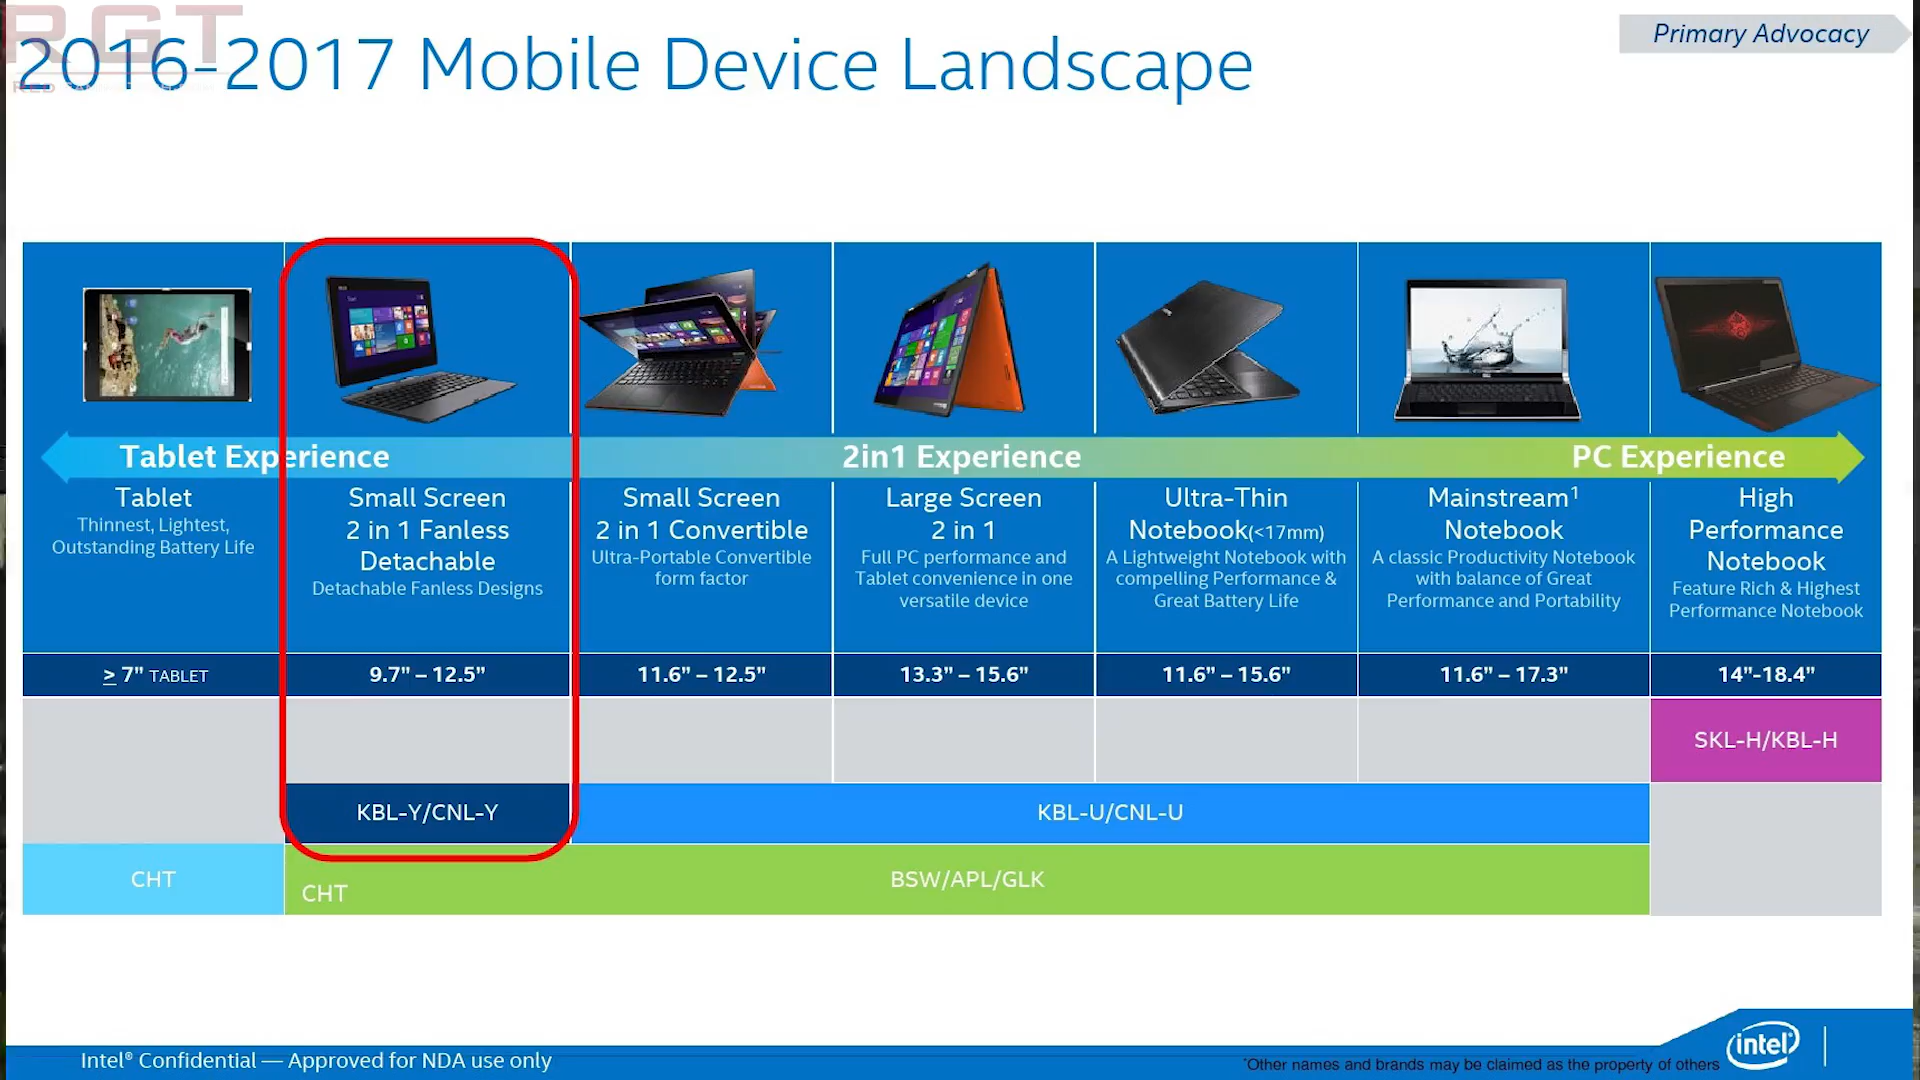 RGT
2016-2017 Mobile Device Landscape
Primary Advocacy
Tablet Experience
2in1 Experience
PC Experience
Tablet
Thinnest, Lightest,
Outstanding Battery Life
Small Screen
2 in 1 Fanless
Detachable
Detachable Fanless Designs
Small Screen
2 in 1 Convertible
Ultra-Portable Convertible
form factor
Large Screen
2 in 1
Full PC performance and
Tablet convenience in one
versatile device
Ultra-Thin
Notebook(<17mm)
A Lightweight Notebook with
compelling Performance &
Great Battery Life
Mainstream¹
Notebook
A classic Productivity Notebook
with balance of Great
Performance and Portability
High
Performance
Notebook
Feature Rich & Highest
Performance Notebook
≥ 7" TABLET
9.7" – 12.5"
11.6" – 12.5"
13.3" – 15.6"
11.6" – 15.6"
11.6" – 17.3"
14"-18.4"
SKL-H/KBL-H
KBL-Y/CNL-Y
KBL-U/CNL-U
CHT
CHT
BSW/APL/GLK
Intel® Confidential — Approved for NDA use only
*Other names and brands may be claimed as the property of others
intel